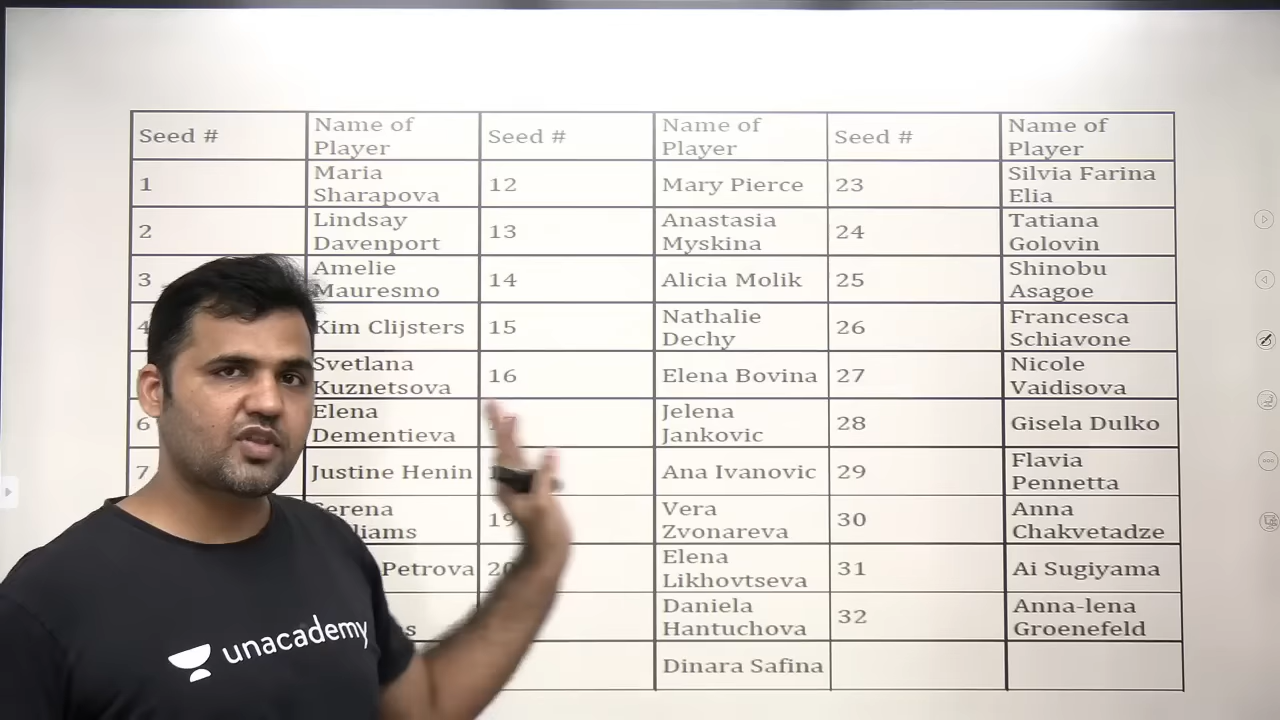 Seed #
Name of
Player
Seed #
Name of
Player
Seed #
Name of
Player
1
Maria
Sharapova
12
Mary Pierce
23
Silvia Farina
Elia
2
Lindsay
Davenport
13
Anastasia
Myskina
24
Tatiana
Golovin
3
Amelie
Mauresmo
14
Alicia Molik
25
Shinobu
Asagoe
4
Kim Clijsters
15
Nathalie
Dechy
26
Francesca
Schiavone
Svetlana
Kuznetsova
16
Elena Bovina
27
Nicole
Vaidisova
6
Elena
Dementieva
Jelena
Jankovic
28
Gisela Dulko
7
Justine Henin
Ana Ivanovic
29
Flavia
Pennetta
Serena
19
Vera
Zvonareva
30
Anna
Chakvetadze
Petrova
20
Elena
Likhovtseva
31
Ai Sugiyama
Daniela
Hantuchova
32
Anna-lena
Groenefeld
Dinara Safina
unacademy